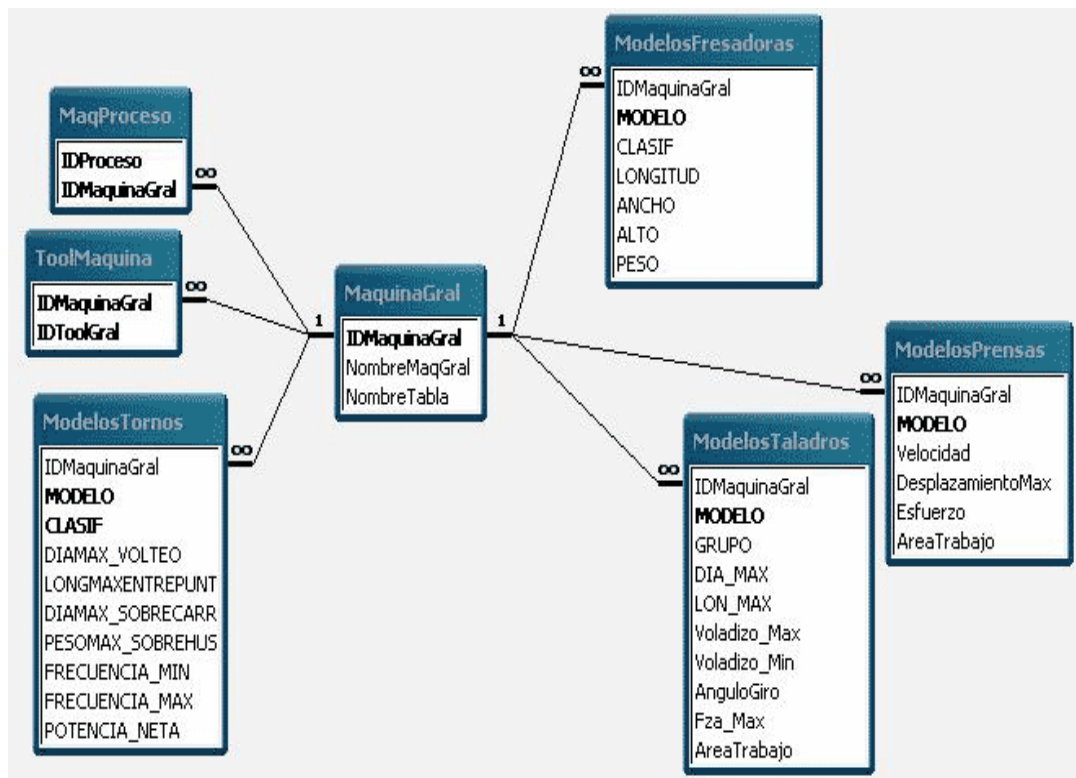 MaqProceso
IDProceso
IDMaquinaGral
∞
ToolMaquina
IDMaquinaGral
IDToolGral
∞
ModelosTornos
IDMaquinaGral
MODELO
CLASIF
DIAMAX_VOLTEO
LONGMAXENTREPUNT
DIAMAX_SOBRECARR
PESOMAX_SOBREHUS
FRECUENCIA_MIN
FRECUENCIA_MAX
POTENCIA_NETA
∞
1
MaquinaGral
IDMaquinaGral
NombreMaqGral
NombreTabla
1
∞
ModelosFresadoras
IDMaquinaGral
MODELO
CLASIF
LONGITUD
ANCHO
ALTO
PESO
∞
ModelosPrensas
IDMaquinaGral
MODELO
Velocidad
DesplazamientoMax
Esfuerzo
AreaTrabajo
∞
ModelosTaladros
IDMaquinaGral
MODELO
GRUPO
DIA_MAX
LON_MAX
Voladizo_Max
Voladizo_Min
AnguloGiro
Fza_Max
AreaTrabajo